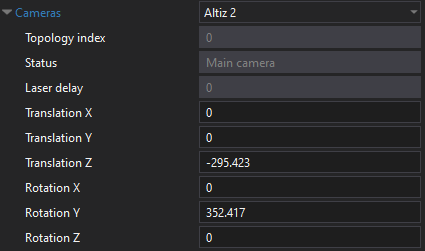 Cameras Altiz 2
Topology index 0
Status Main camera
Laser delay 0
Translation X 0
Translation Y 0
Translation Z -295.423
Rotation X 0
Rotation Y 352.417
Rotation Z 0